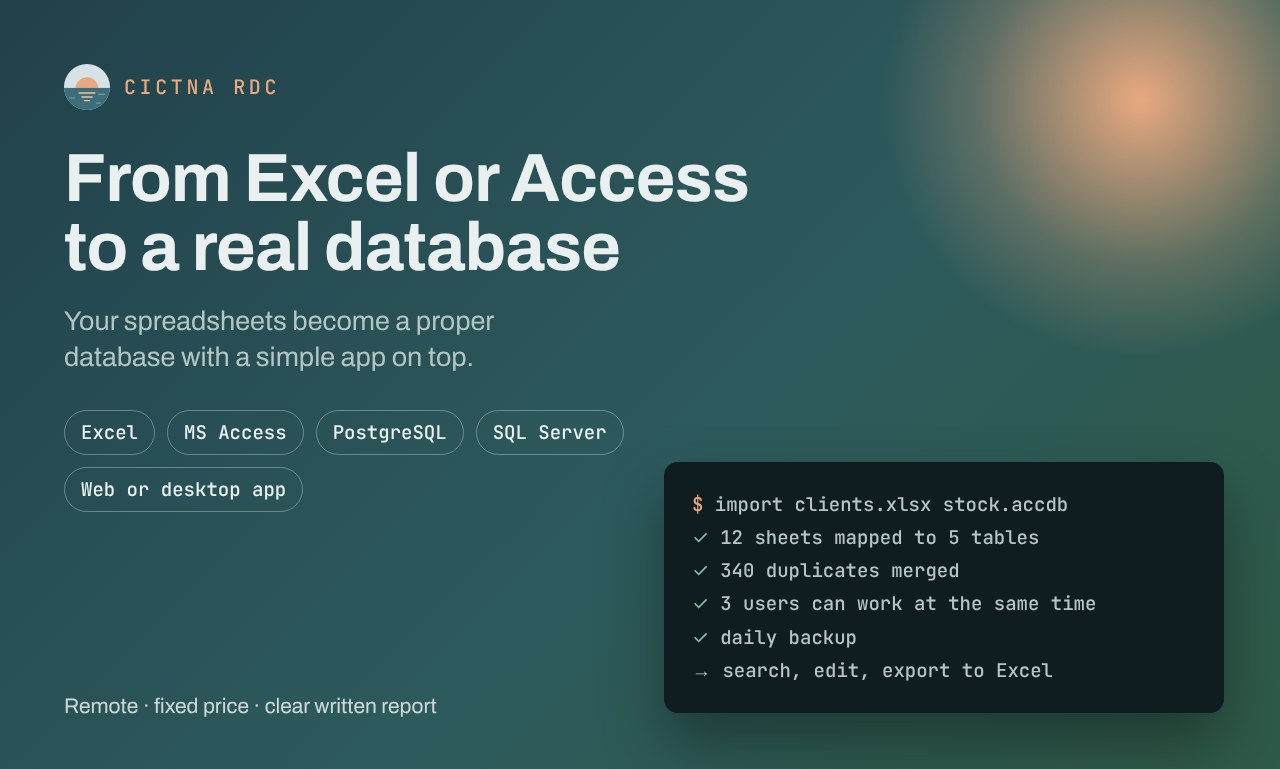 CICTNA RDC
From Excel or Access
to a real database
Your spreadsheets become a proper
database with a simple app on top.
Excel MS Access PostgreSQL SQL Server
Web or desktop app
$ import clients.xlsx stock.accdb
✓ 12 sheets mapped to 5 tables
✓ 340 duplicates merged
✓ 3 users can work at the same time
✓ daily backup
→ search, edit, export to Excel
Remote · fixed price · clear written report